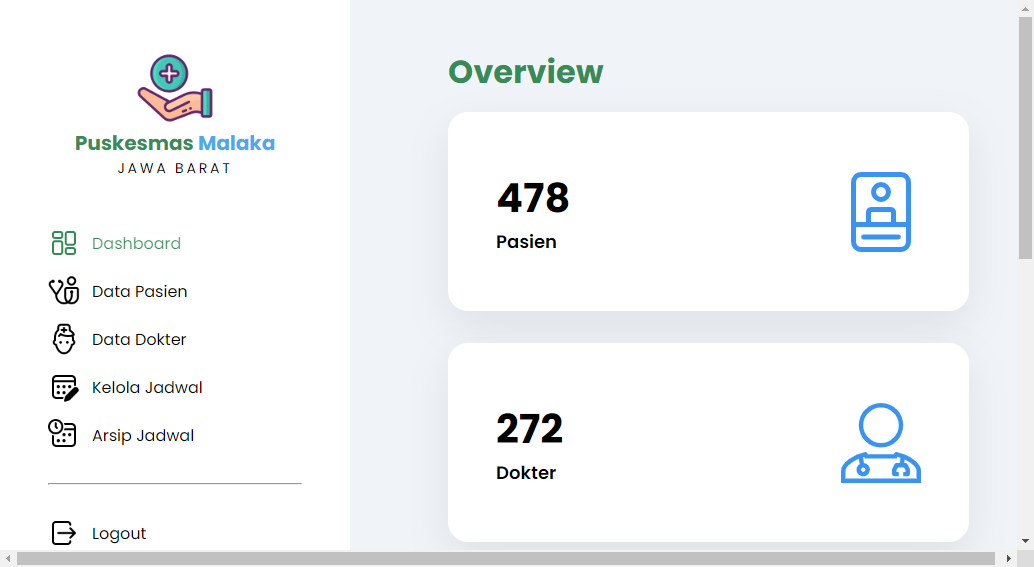 Puskesmas Malaka
JAWA BARAT
Dashboard
Data Pasien
Data Dokter
Kelola Jadwal
Arsip Jadwal
Logout
Overview
478
Pasien
272
Dokter